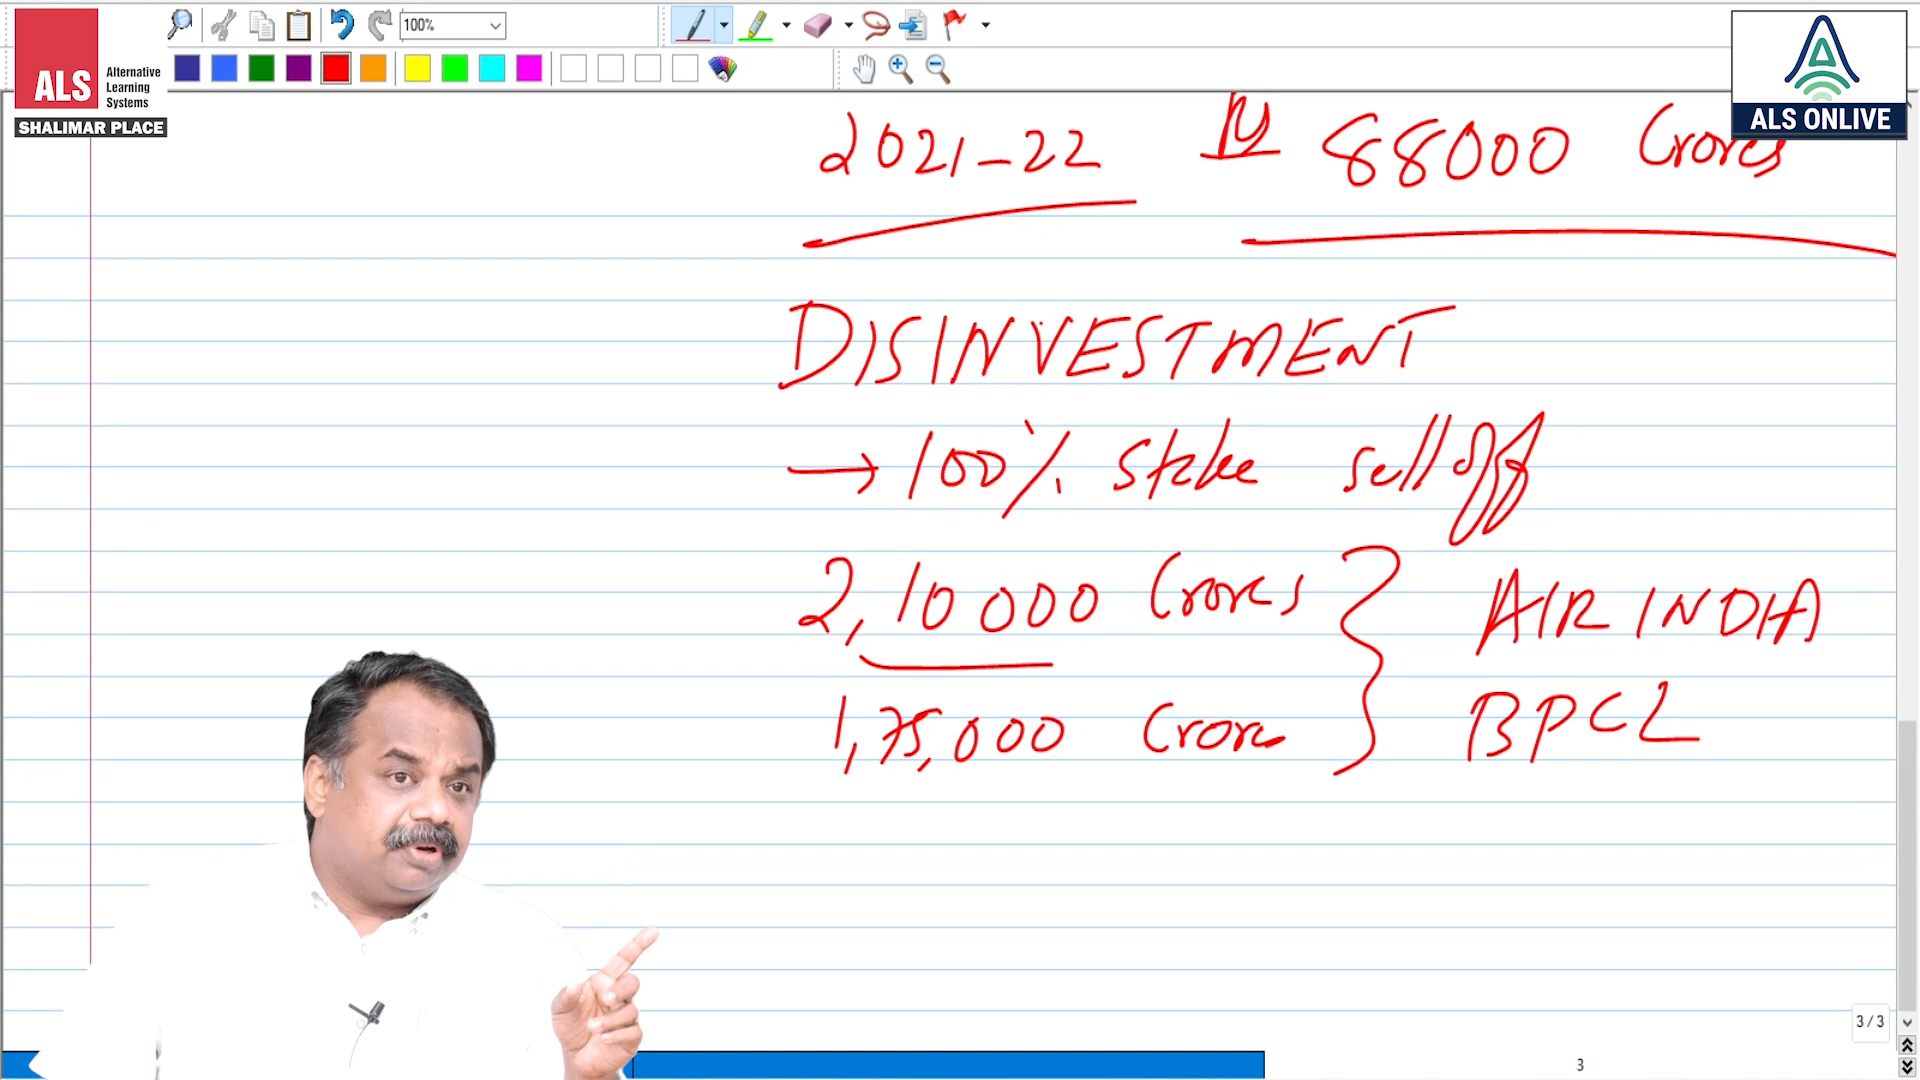 100%
ALS
Alternative
Learning
Systems
SHALIMAR PLACE
ALS ONLIVE
2021-22 88000 Crores
DISINVESTMENT
→ 100% stake sell off
2,10000 Crores } AIR INDIA
1,75,000 Crores BPCL
3 / 3
3